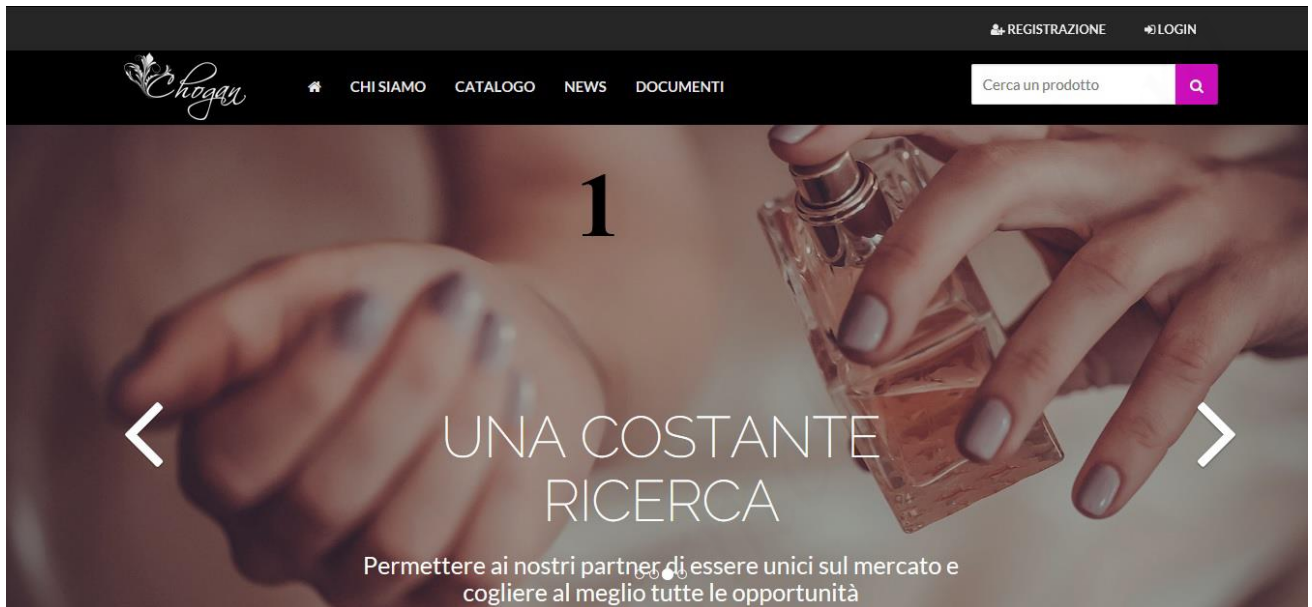 REGISTRAZIONE LOGIN
Chogan CHI SIAMO CATALOGO NEWS DOCUMENTI Cerca un prodotto
1
UNA COSTANTE
RICERCA
Permettere ai nostri partner di essere unici sul mercato e
cogliere al meglio tutte le opportunità